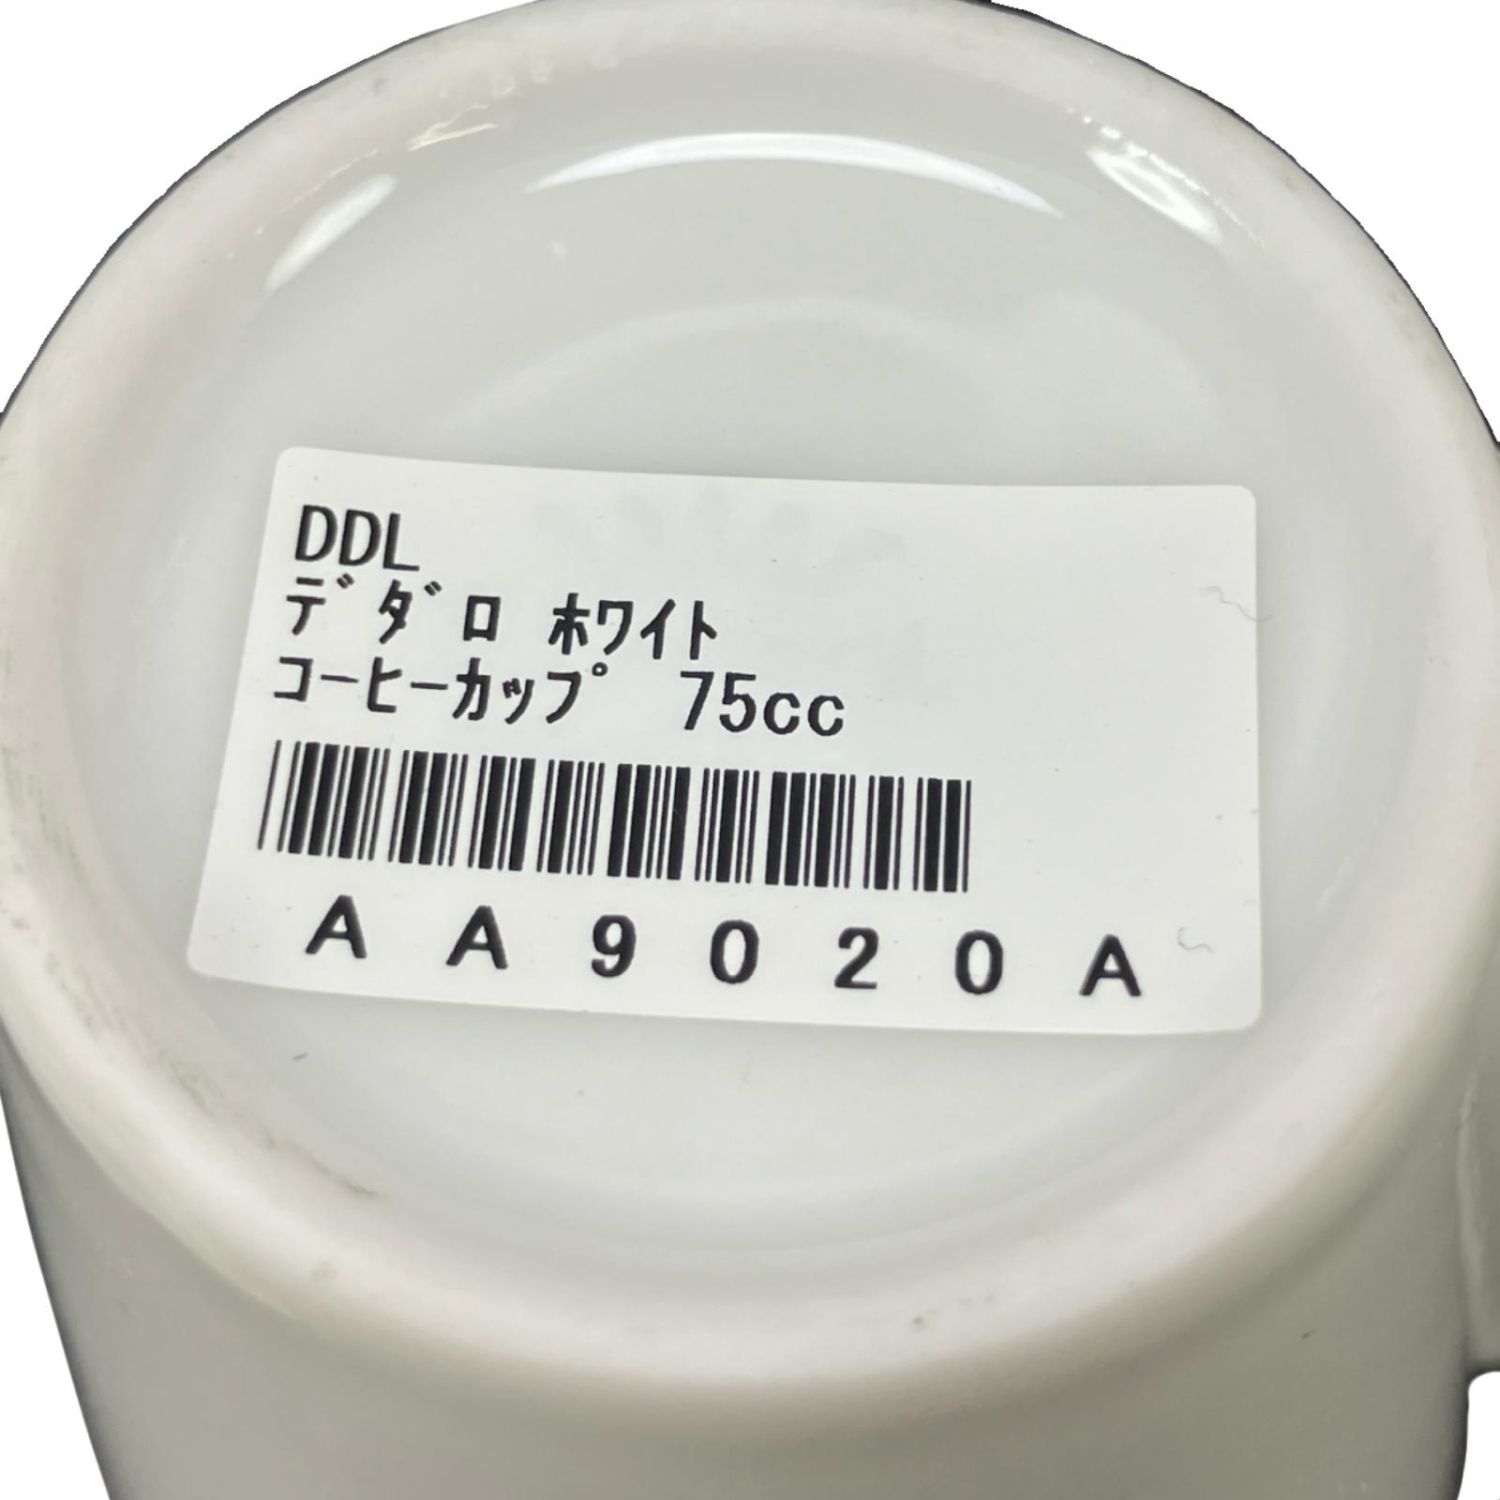 DDL
ﾃﾞﾀﾞﾛ ﾎﾜｲﾄ
ｺｰﾋｰｶｯﾌﾟ 75cc
AA9020A